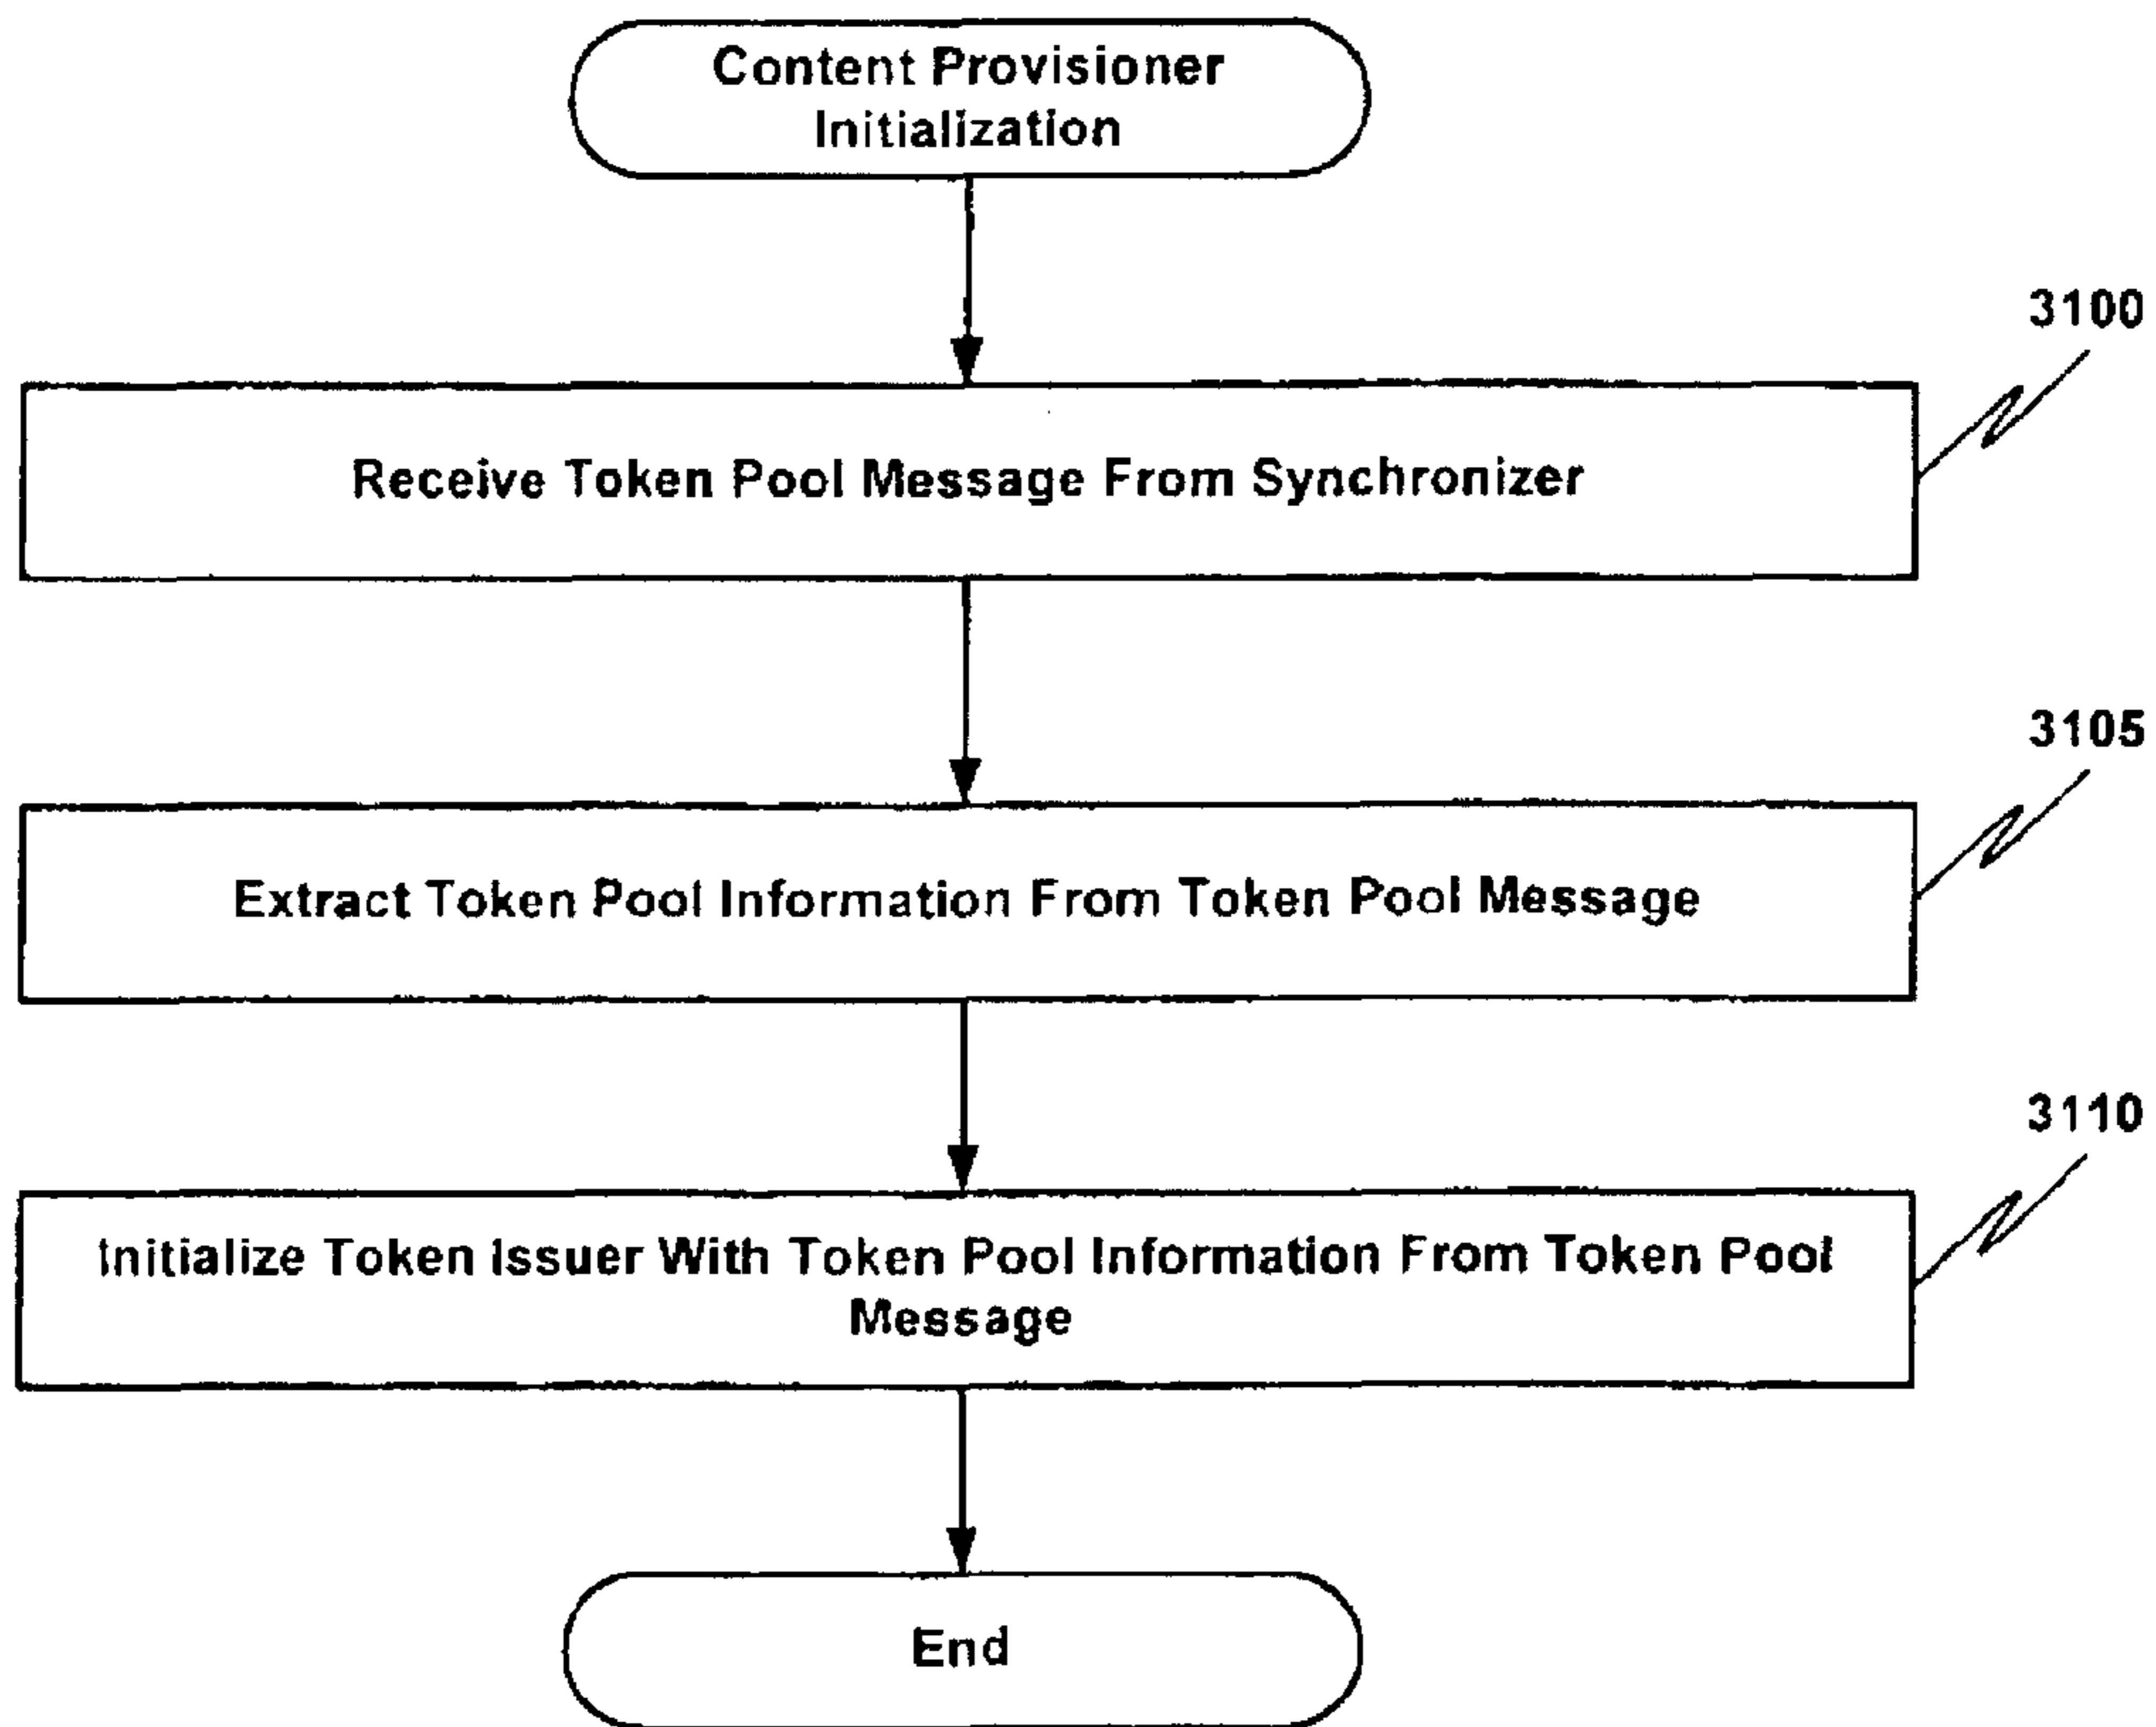 Content Provisioner
Initialization
3100
Receive Token Pool Message From Synchronizer
3105
Extract Token Pool Information From Token Pool Message
3110
Initialize Token Issuer With Token Pool Information From Token Pool
Message
End